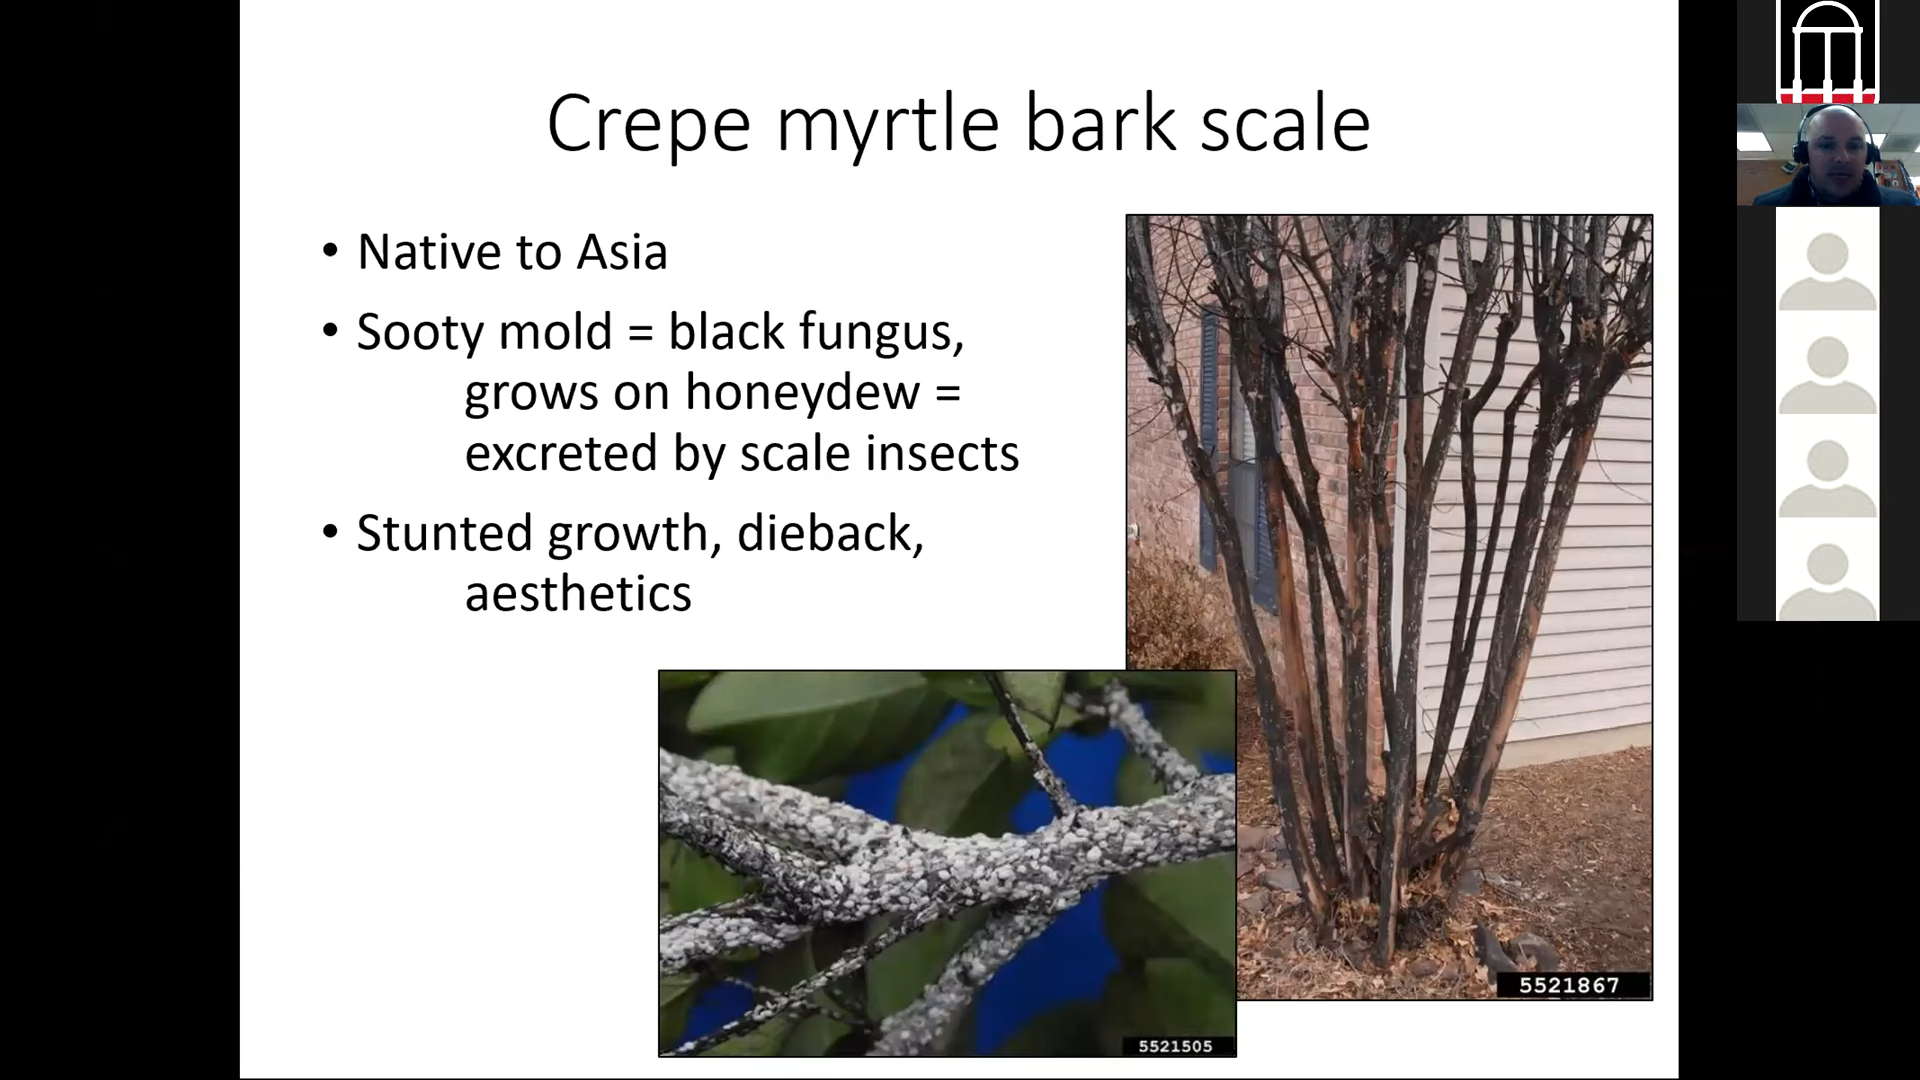 Crepe myrtle bark scale
• Native to Asia
• Sooty mold = black fungus,
grows on honeydew =
excreted by scale insects
• Stunted growth, dieback,
aesthetics
5521867
5521505